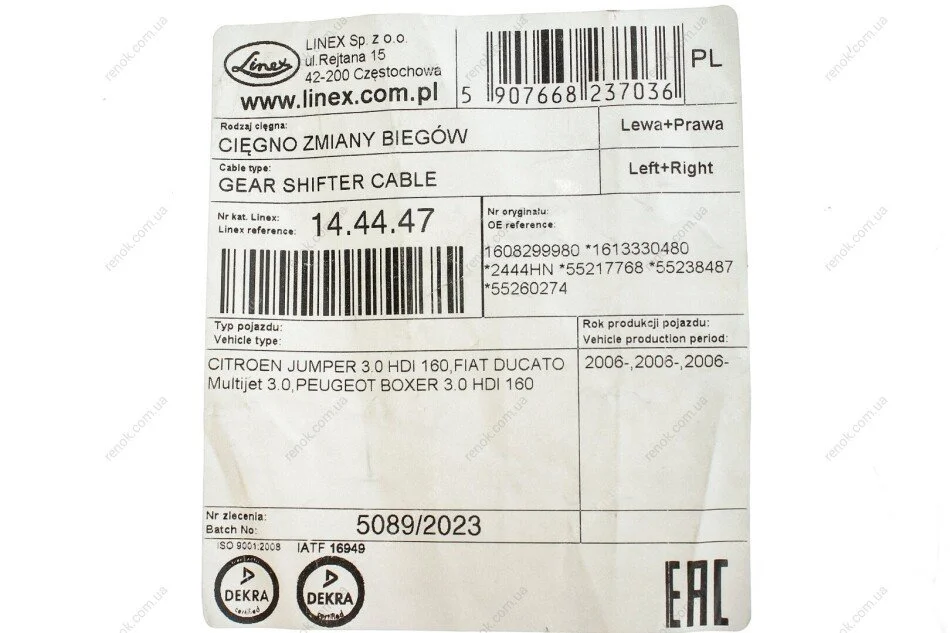 Linex
LINEX Sp. z o.o.
ul.Rejtana 15
42-200 Częstochowa
www.linex.com.pl
5 907668 237036
PL
Rodzaj cięgna:
CIĘGNO ZMIANY BIEGÓW
Lewa+Prawa
Cable type:
GEAR SHIFTER CABLE
Left+Right
Nr kat. Linex:
Linex reference:
14.44.47
Nr oryginału:
OE reference:
1608299980 *1613330480
*2444HN *55217768 *55238487
*55260274
Typ pojazdu:
Vehicle type:
Rok produkcji pojazdu:
Vehicle production period:
CITROEN JUMPER 3.0 HDI 160,FIAT DUCATO
Multijet 3.0,PEUGEOT BOXER 3.0 HDI 160
2006-,2006-,2006-
Nr zlecenia:
Batch No:
5089/2023
ISO 9001:2008
IATF 16949
DEKRA
certified
DEKRA
certified
EAC
renok.com.ua